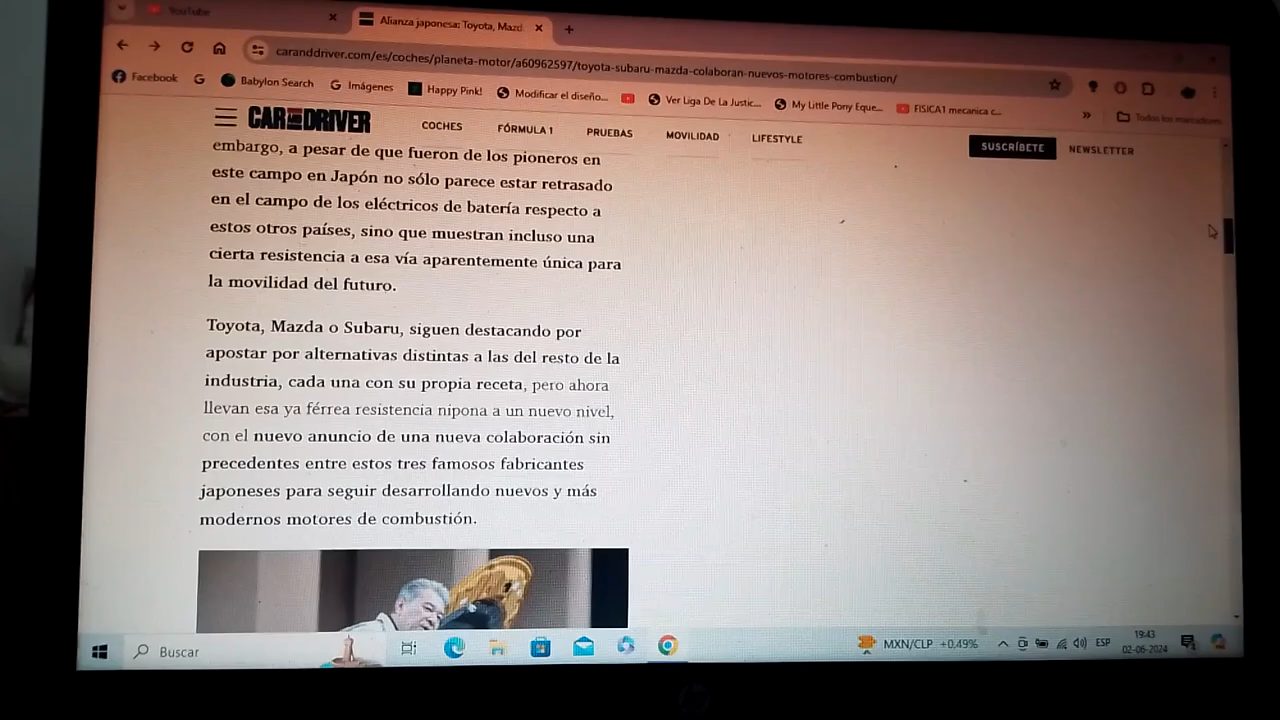 YouTube
Alianza japonesa: Toyota, Mazd
caranddriver.com/es/coches/planeta-motor/a60962597/toyota-subaru-mazda-colaboran-nuevos-motores-combustion/
Facebook
Babylon Search
Imágenes
Happy Pink!
Modificar el diseño...
Ver Liga De La Justic...
My Little Pony Eque...
FISICA1 mecanica c...
»
Todos los marcadores
CAR AND DRIVER
COCHES
FÓRMULA 1
PRUEBAS
MOVILIDAD
LIFESTYLE
SUSCRÍBETE
NEWSLETTER
embargo, a pesar de que fueron de los pioneros en
este campo en Japón no sólo parece estar retrasado
en el campo de los eléctricos de batería respecto a
estos otros países, sino que muestran incluso una
cierta resistencia a esa vía aparentemente única para
la movilidad del futuro.
Toyota, Mazda o Subaru, siguen destacando por
apostar por alternativas distintas a las del resto de la
industria, cada una con su propia receta, pero ahora
llevan esa ya férrea resistencia nipona a un nuevo nivel,
con el nuevo anuncio de una nueva colaboración sin
precedentes entre estos tres famosos fabricantes
japoneses para seguir desarrollando nuevos y más
modernos motores de combustión.
Buscar
MXN/CLP +0,49%
ESP
19:43
02-06-2024